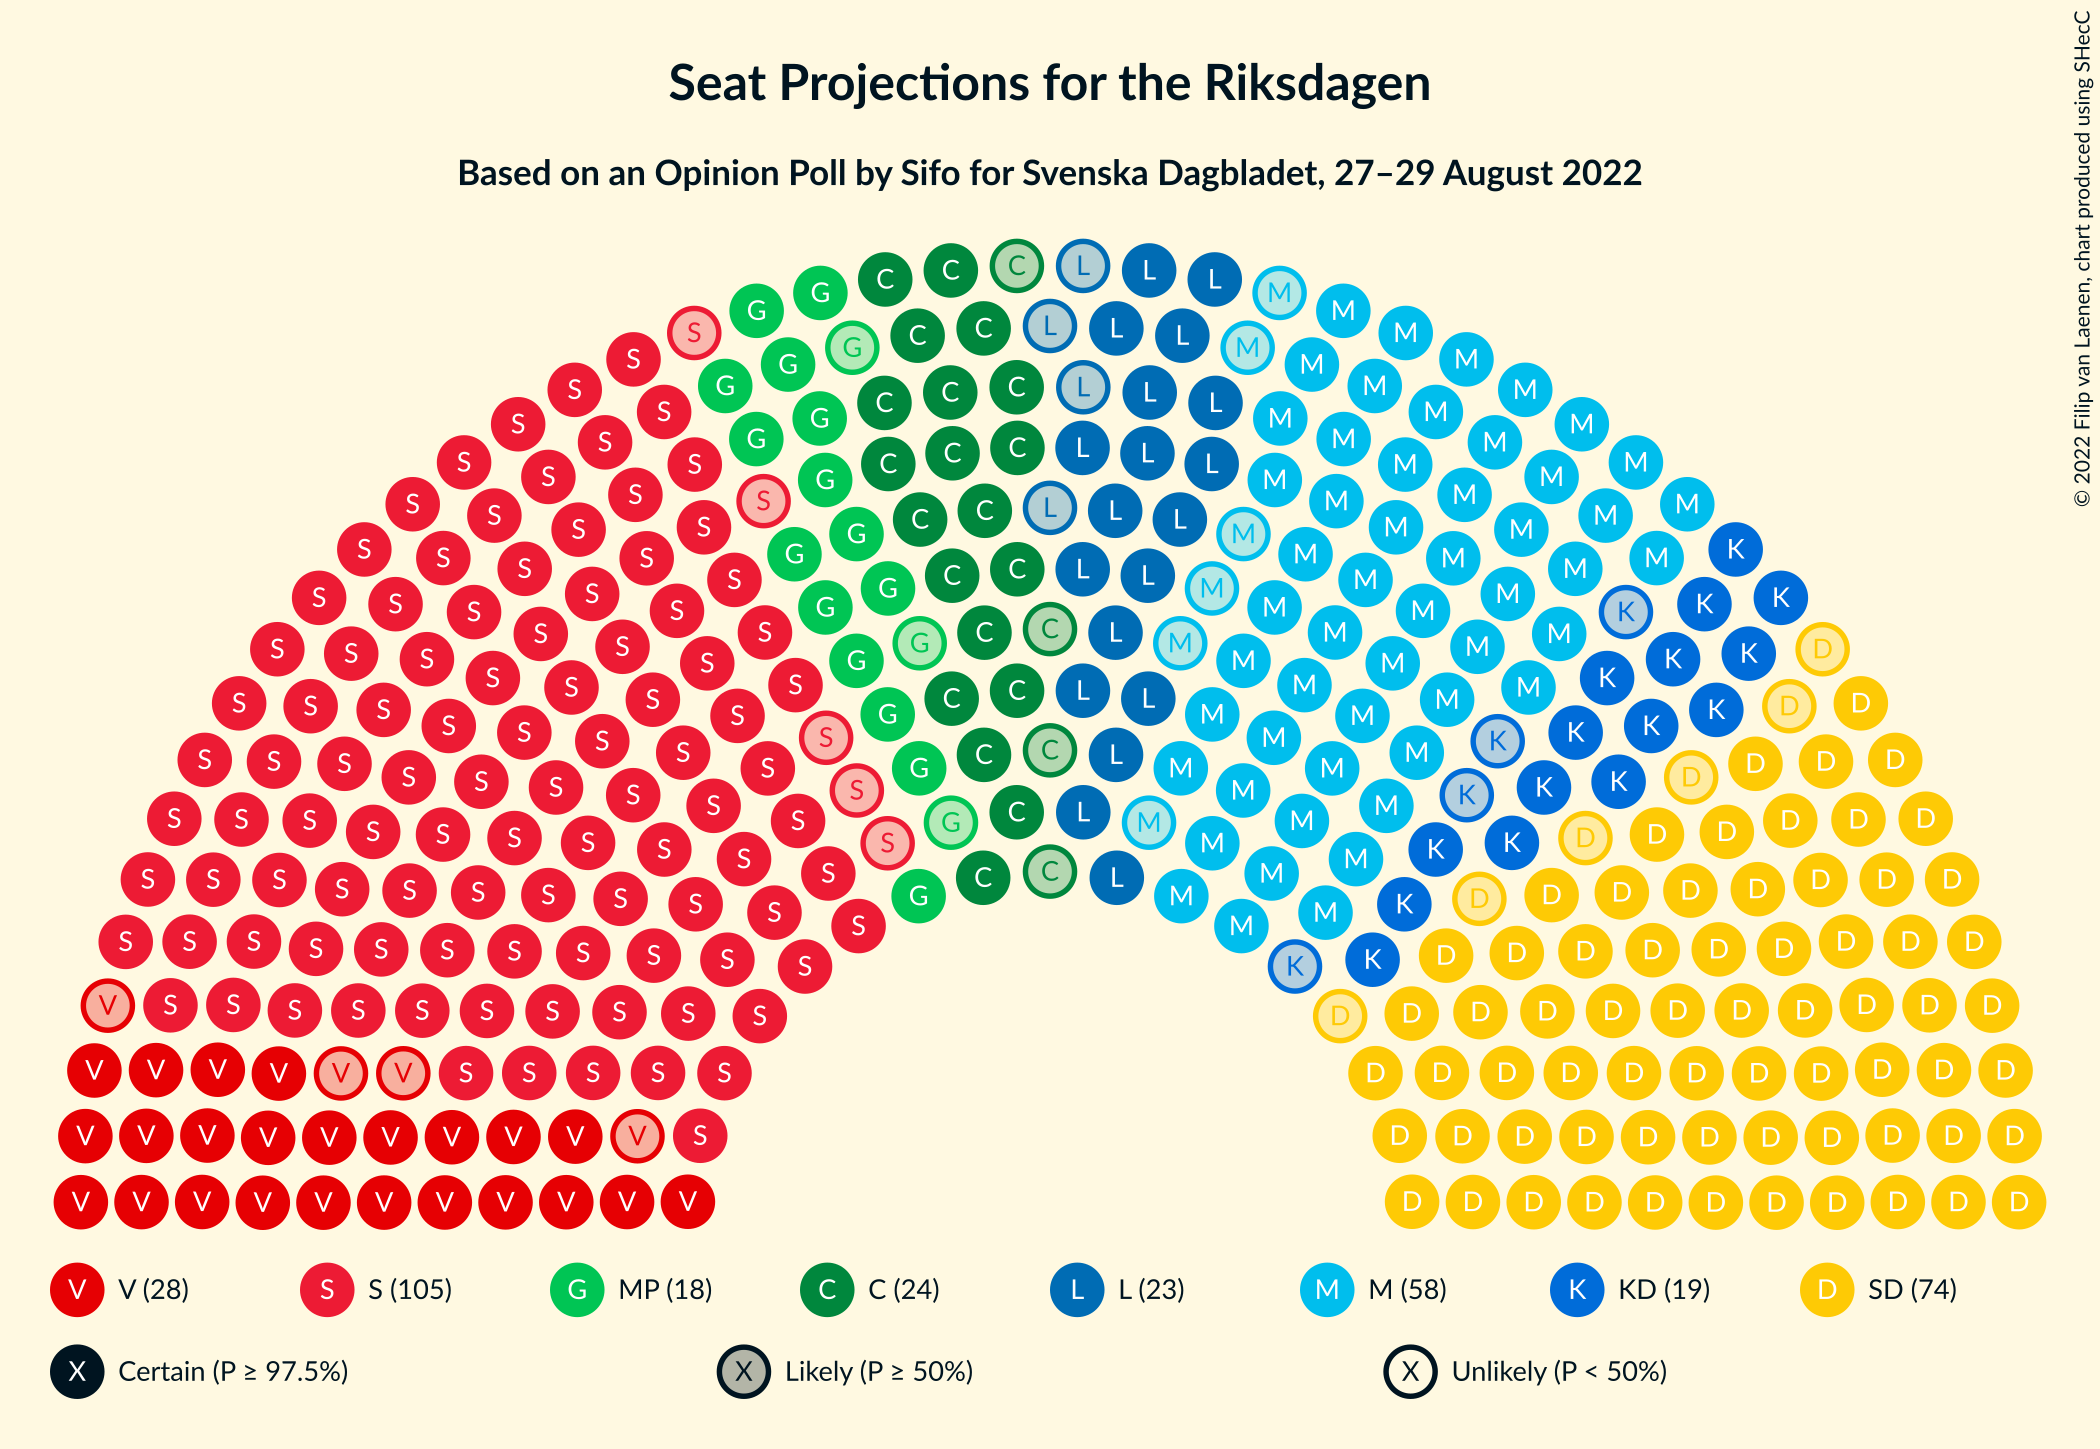 © 2022 Filip van Laenen, chart produced using SHecC
Seat Projections for the Riksdagen
Based on an Opinion Poll by Sifo for Svenska Dagbladet, 27–29 August 2022
V V (28) S S (105) G MP (18) C C (24) L L (23) M M (58) K KD (19) D SD (74)
X Certain (P ≥ 97.5%) X Likely (P ≥ 50%) X Unlikely (P < 50%)